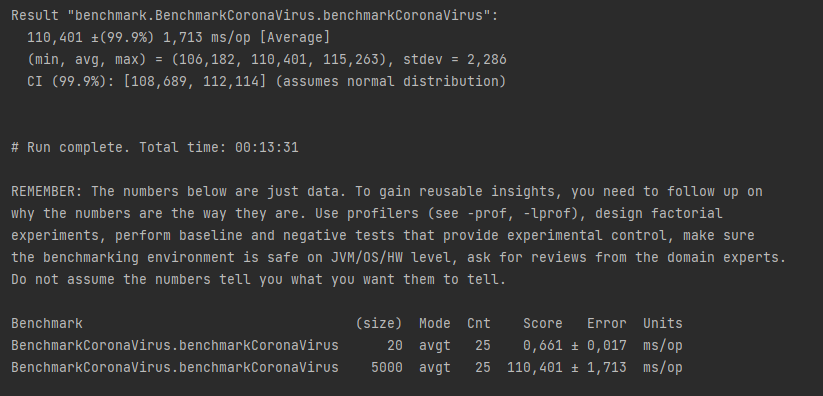 Result "benchmark.BenchmarkCoronaVirus.benchmarkCoronaVirus":
  110,401 ±(99.9%) 1,713 ms/op [Average]
  (min, avg, max) = (106,182, 110,401, 115,263), stdev = 2,286
  CI (99.9%): [108,689, 112,114] (assumes normal distribution)
# Run complete. Total time: 00:13:31
REMEMBER: The numbers below are just data. To gain reusable insights, you need to follow up on
why the numbers are the way they are. Use profilers (see -prof, -lprof), design factorial
experiments, perform baseline and negative tests that provide experimental control, make sure
the benchmarking environment is safe on JVM/OS/HW level, ask for reviews from the domain experts.
Do not assume the numbers tell you what you want them to tell.
Benchmark                                  (size)  Mode  Cnt    Score   Error  Units
BenchmarkCoronaVirus.benchmarkCoronaVirus      20  avgt   25    0,661 ± 0,017  ms/op
BenchmarkCoronaVirus.benchmarkCoronaVirus    5000  avgt   25  110,401 ± 1,713  ms/op